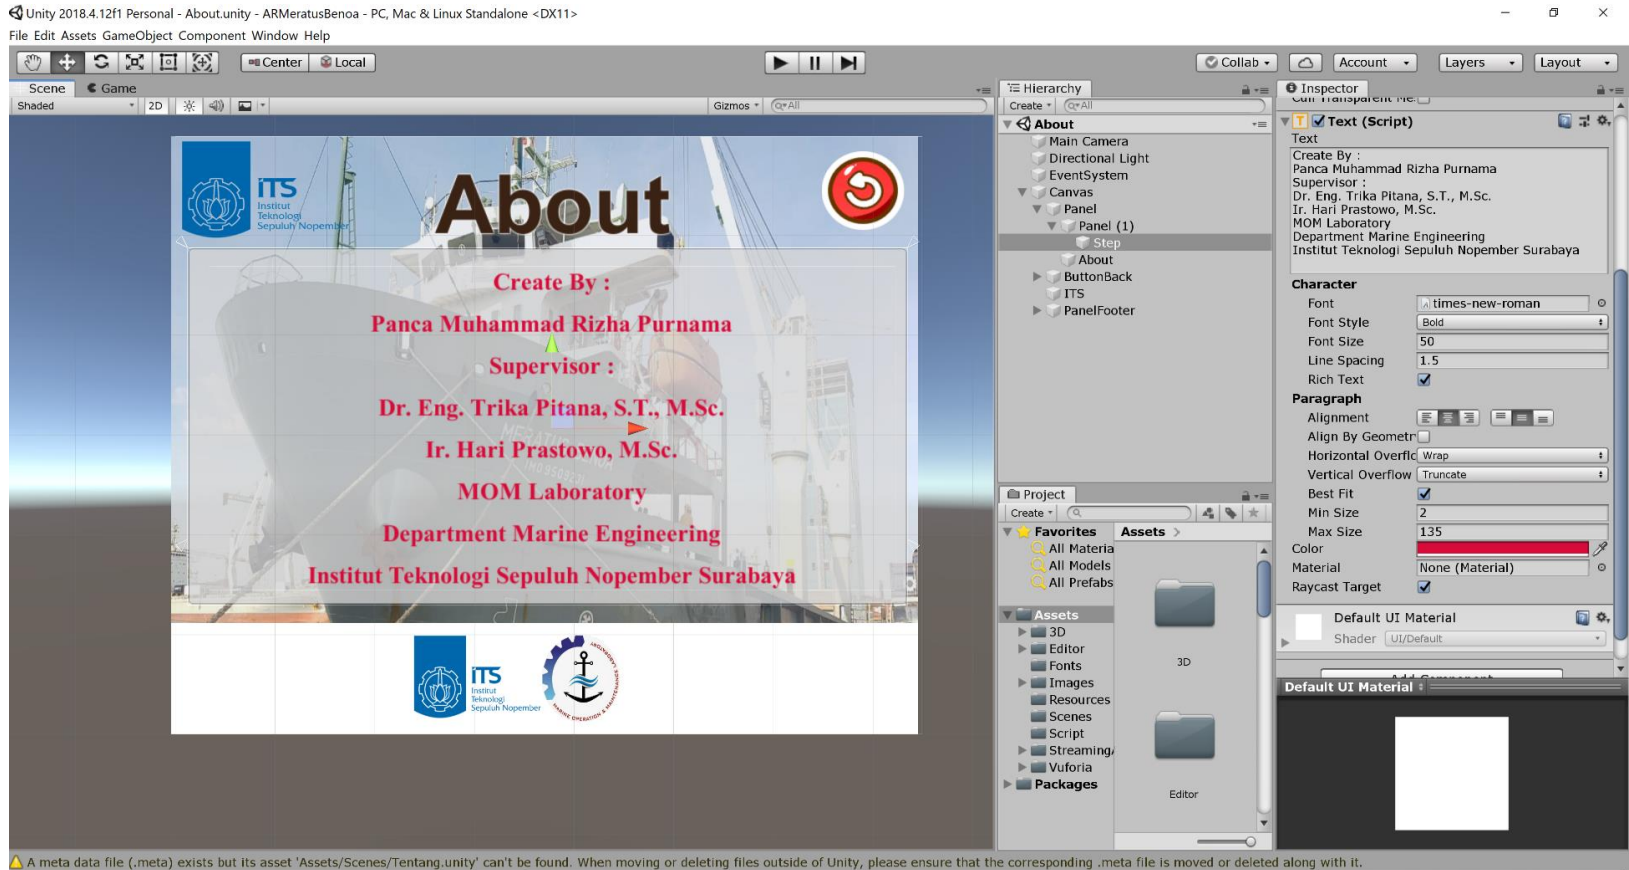 Unity 2018.4.12f1 Personal - About.unity - ARMeratusBenoa - PC, Mac & Linux Standalone <DX11>
File Edit Assets GameObject Component Window Help
Center Local
Collab Account Layers Layout
Scene Game
Shaded 2D Gizmos All
iTS
Institut
Teknologi
Sepuluh Nopember
About
Create By :
Panca Muhammad Rizha Purnama
Supervisor :
Dr. Eng. Trika Pitana, S.T., M.Sc.
Ir. Hari Prastowo, M.Sc.
MOM Laboratory
Department Marine Engineering
Institut Teknologi Sepuluh Nopember Surabaya
iTS
Institut
Teknologi
Sepuluh Nopember
Hierarchy
Create All
About
Main Camera
Directional Light
EventSystem
Canvas
Panel
Panel (1)
Step
About
ButtonBack
ITS
PanelFooter
Project
Create
Favorites
All Materia
All Models
All Prefabs
Assets
3D
Editor
Fonts
Images
Resources
Scenes
Script
Streaming
Vuforia
Packages
Assets
3D
Editor
Inspector
Text (Script)
Text
Create By :
Panca Muhammad Rizha Purnama
Supervisor :
Dr. Eng. Trika Pitana, S.T., M.Sc.
Ir. Hari Prastowo, M.Sc.
MOM Laboratory
Department Marine Engineering
Institut Teknologi Sepuluh Nopember Surabaya
Character
Font times-new-roman
Font Style Bold
Font Size 50
Line Spacing 1.5
Rich Text
Paragraph
Alignment
Align By Geometr
Horizontal Overflc Wrap
Vertical Overflow Truncate
Best Fit
Min Size 2
Max Size 135
Color
Material None (Material)
Raycast Target
Default UI Material
Shader UI/Default
Default UI Material
A meta data file (.meta) exists but its asset 'Assets/Scenes/Tentang.unity' can't be found. When moving or deleting files outside of Unity, please ensure that the corresponding .meta file is moved or deleted along with it.